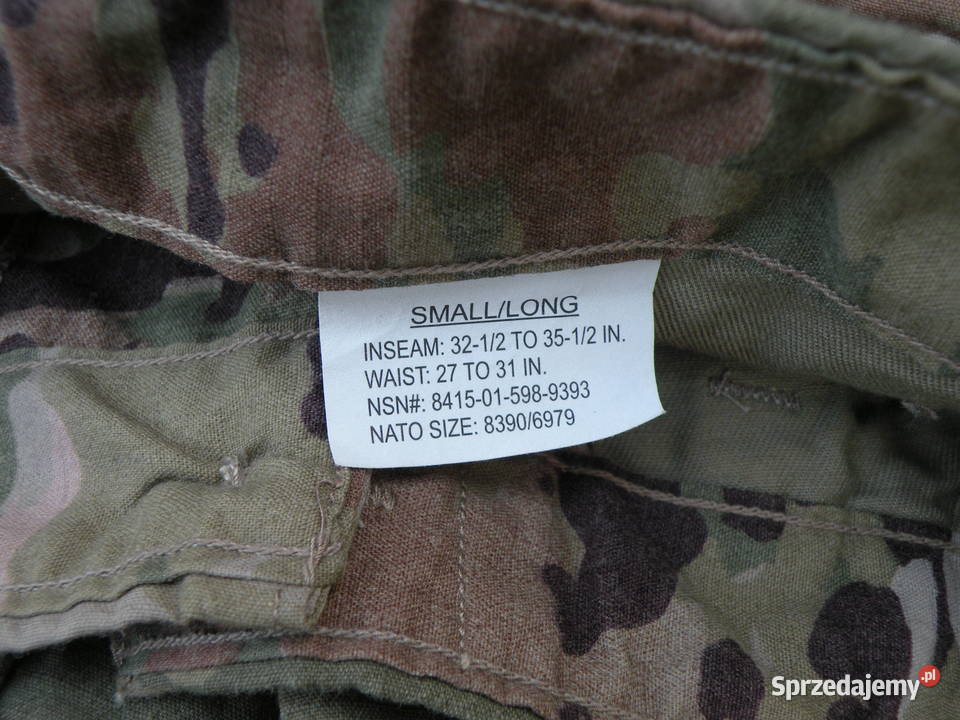 SMALL/LONG
INSEAM: 32-1/2 TO 35-1/2 IN.
WAIST: 27 TO 31 IN.
NSN#: 8415-01-598-9393
NATO SIZE: 8390/6979
Sprzedajemy.pl